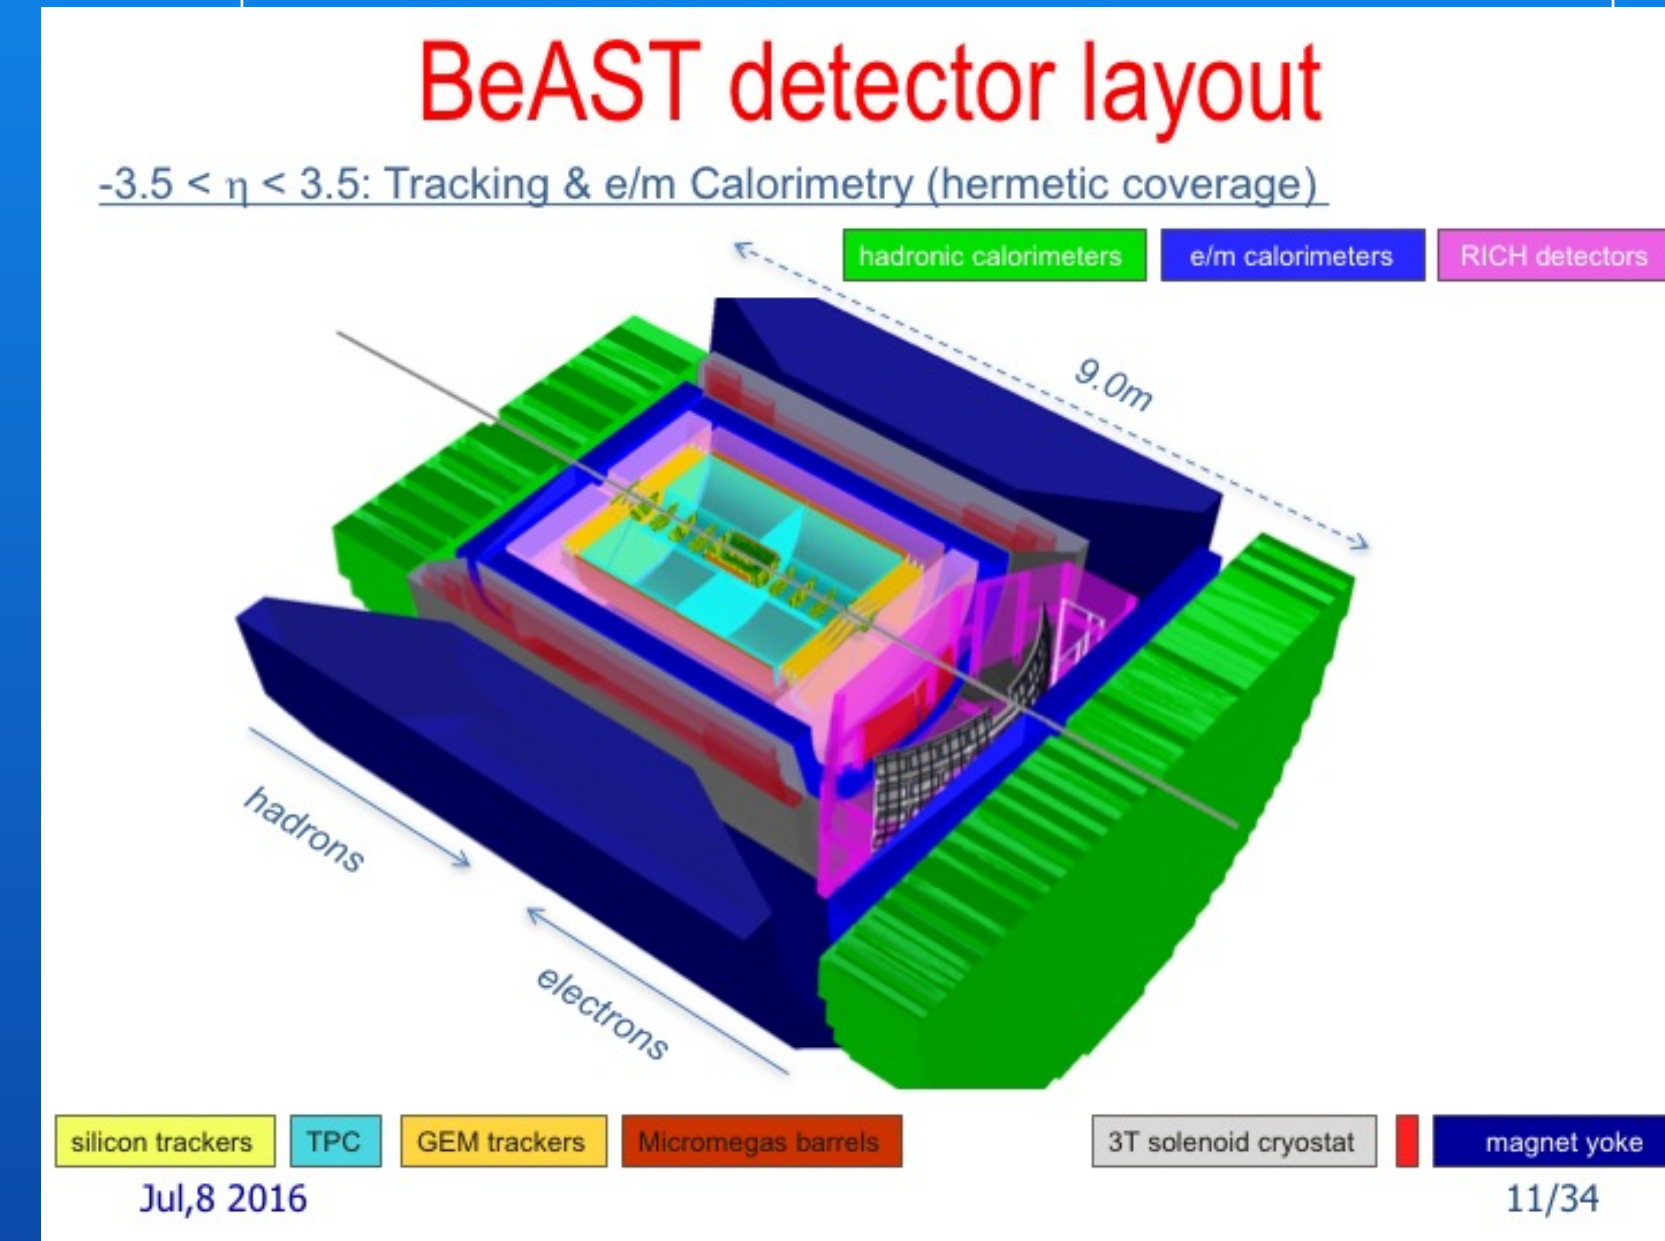 BeAST detector layout
-3.5 < η < 3.5: Tracking & e/m Calorimetry (hermetic coverage)
hadronic calorimeters
e/m calorimeters
RICH detectors
9.0m
hadrons
electrons
silicon trackers
TPC
GEM trackers
Micromegas barrels
3T solenoid cryostat
magnet yoke
Jul,8 2016
11/34